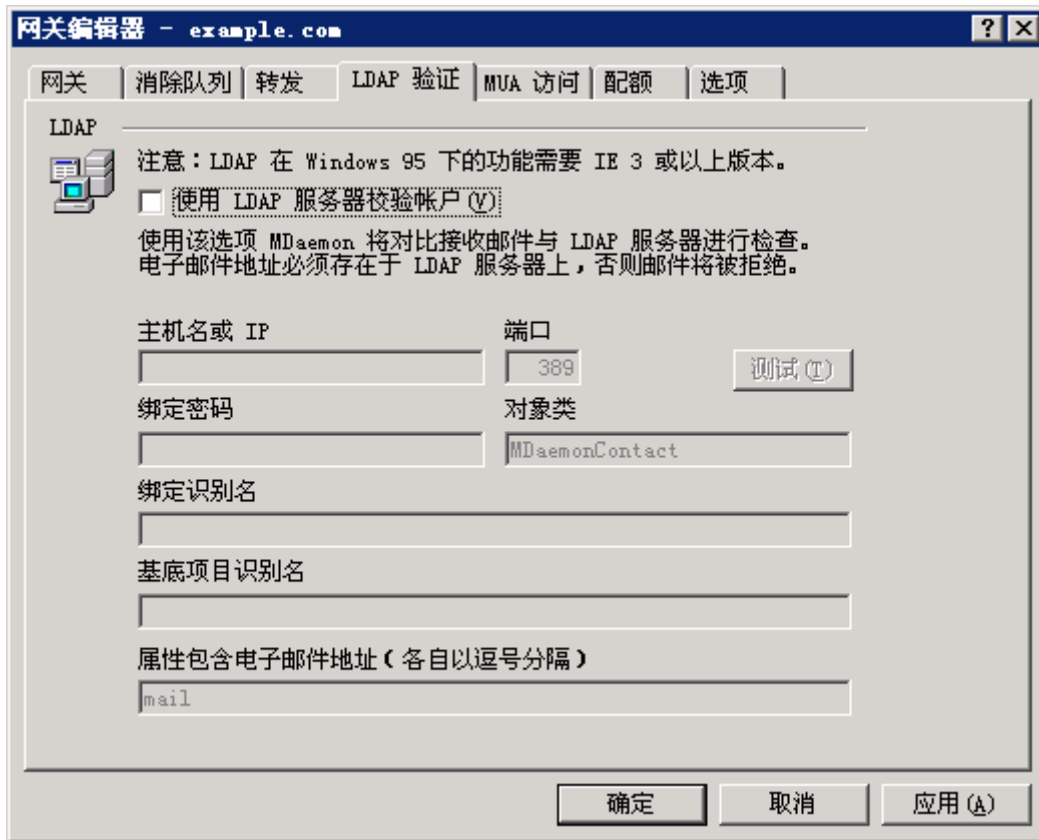 网关编辑器 - example.com
网关 消除队列 转发 LDAP 验证 MUA 访问 配额 选项
LDAP
注意：LDAP 在 Windows 95 下的功能需要 IE 3 或以上版本。
使用 LDAP 服务器校验帐户(V)
使用该选项 MDaemon 将对比接收邮件与 LDAP 服务器进行检查。
电子邮件地址必须存在于 LDAP 服务器上，否则邮件将被拒绝。
主机名或 IP 端口
389 测试(T)
绑定密码 对象类
MDaemonContact
绑定识别名
基底项目识别名
属性包含电子邮件地址(各自以逗号分隔)
mail
确定 取消 应用(A)